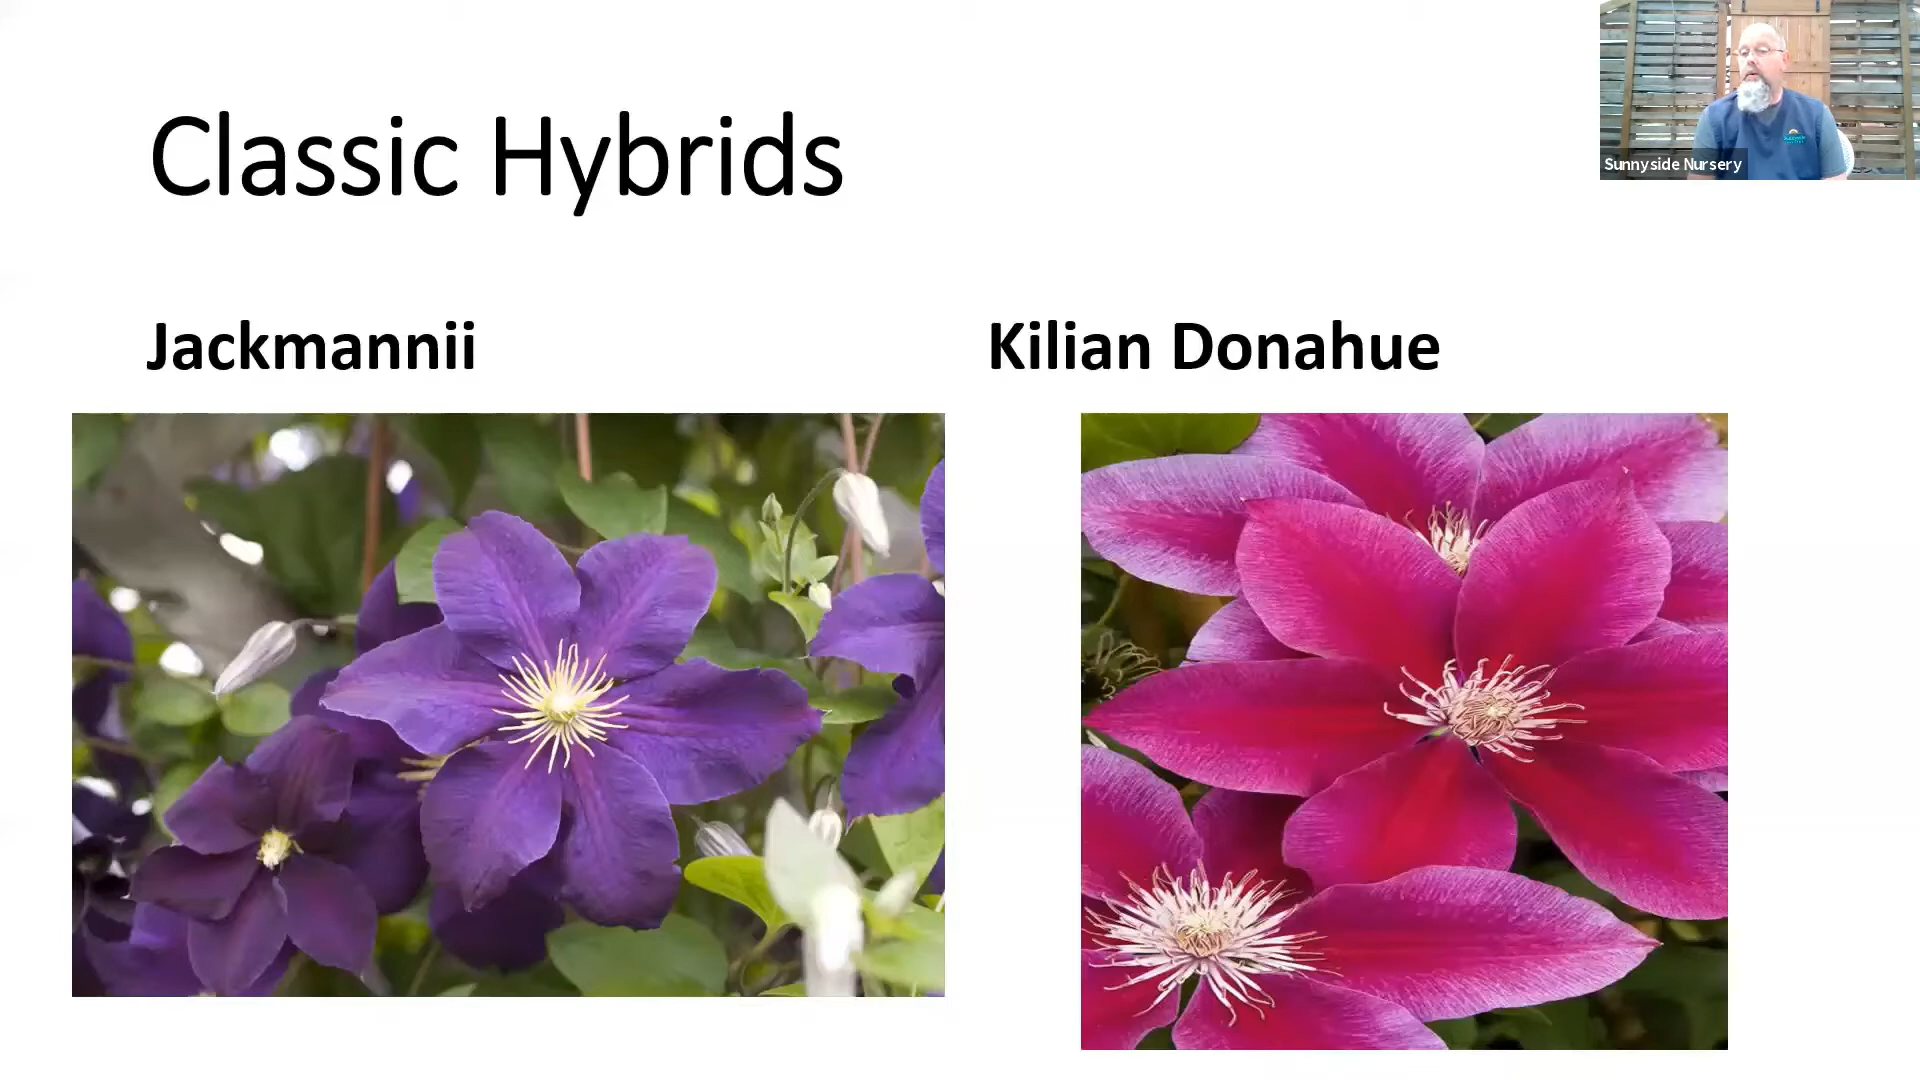 Classic Hybrids
Sunnyside Nursery
Jackmannii
Kilian Donahue